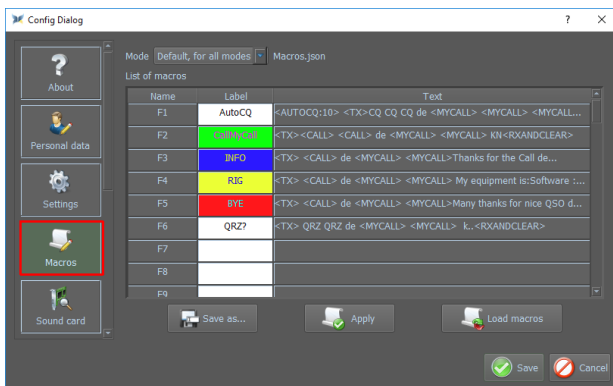 Config Dialog
? X
About
Personal data
Settings
Macros
Sound card
Mode Default, for all modes Macros.json
List of macros
Name Label Text
F1 AutoCQ <AUTOCQ:10> <TX>CQ CQ CQ de <MYCALL> <MYCALL> <MYCALL...
F2 CallMyCall <TX><CALL> <CALL> de <MYCALL> <MYCALL> KN<RXANDCLEAR>
F3 INFO <TX> <CALL> de <MYCALL> <MYCALL>Thanks for the Call de...
F4 RIG <TX> <CALL> de <MYCALL> <MYCALL> My equipment is:Software :...
F5 BYE <TX> <CALL> de <MYCALL> <MYCALL>Many thanks for nice QSO d...
F6 QRZ? <TX> QRZ QRZ de <MYCALL> <MYCALL> k..<RXANDCLEAR>
F7
F8
F9
Save as... Apply Load macros
Save Cancel